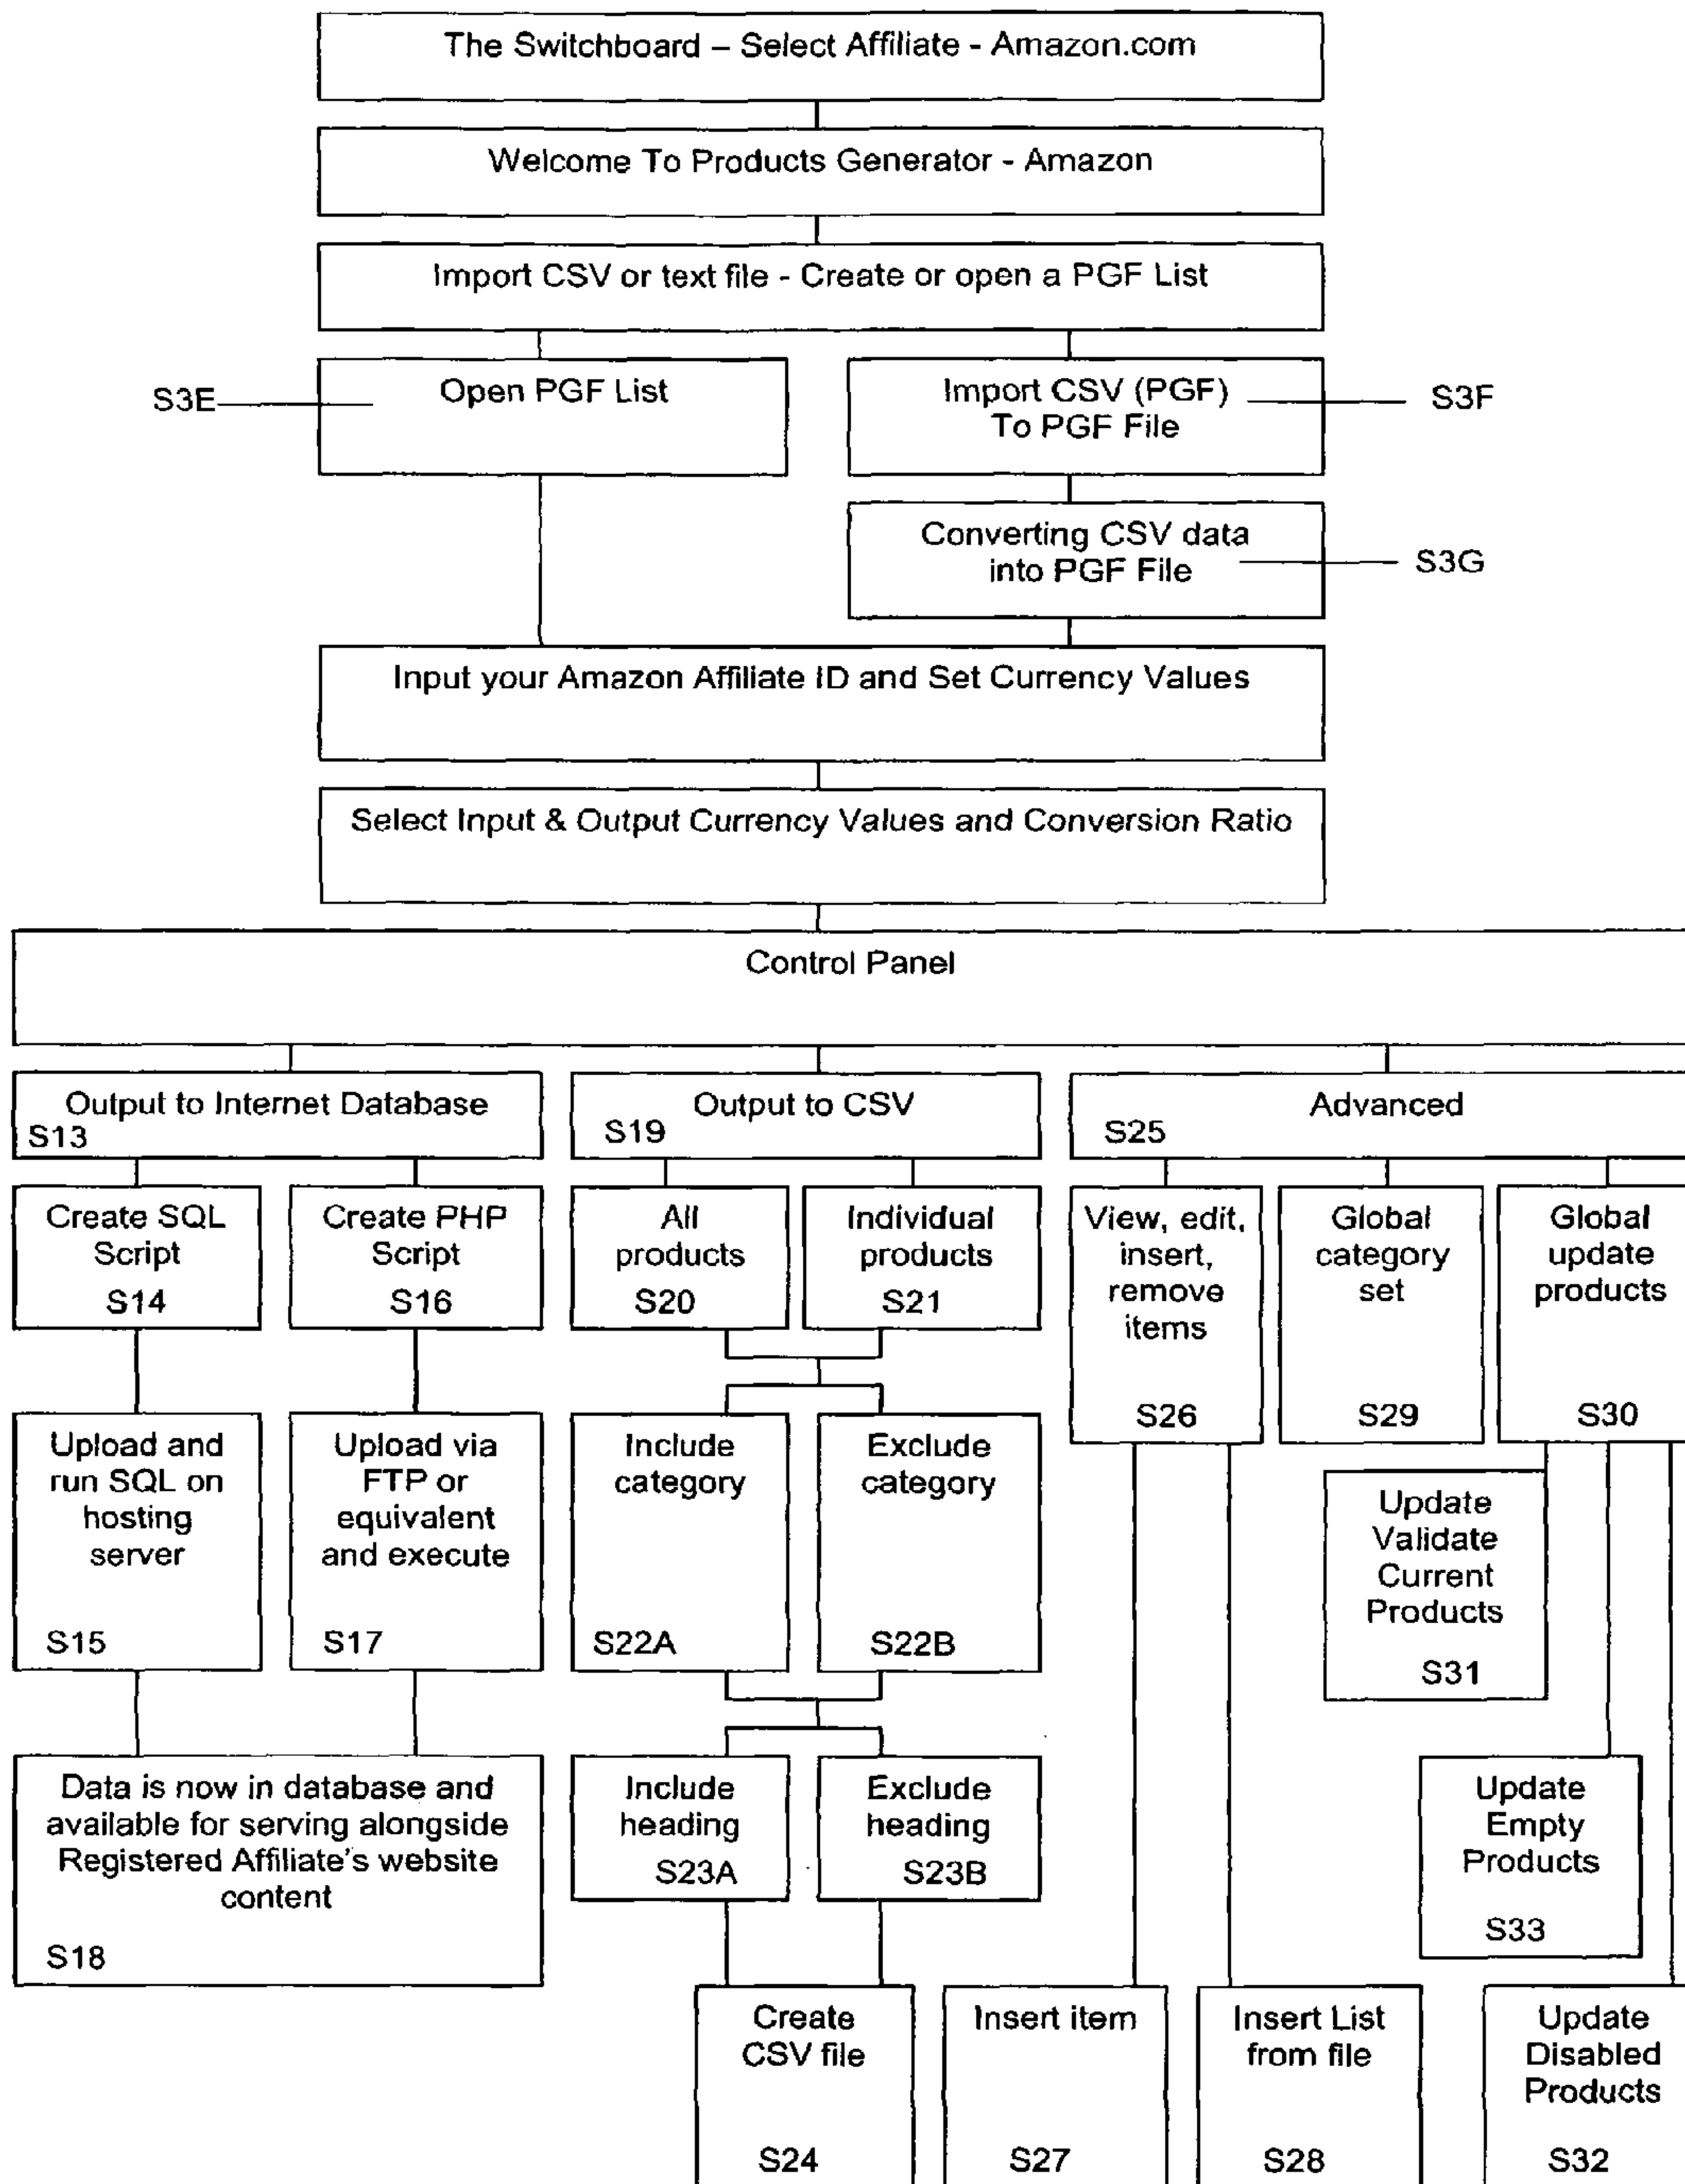 The Switchboard – Select Affiliate - Amazon.com
Welcome To Products Generator - Amazon
Import CSV or text file - Create or open a PGF List
S3E
Open PGF List
Import CSV (PGF)
To PGF File
S3F
Converting CSV data
into PGF File
S3G
Input your Amazon Affiliate ID and Set Currency Values
Select Input & Output Currency Values and Conversion Ratio
Control Panel
Output to Internet Database
S13
Output to CSV
S19
Advanced
S25
Create SQL
Script
S14
Create PHP
Script
S16
All
products
S20
Individual
products
S21
View, edit,
insert,
remove
items
S26
Global
category
set
S29
Global
update
products
S30
Upload and
run SQL on
hosting
server
S15
Upload via
FTP or
equivalent
and execute
S17
Include
category
S22A
Exclude
category
S22B
Update
Validate
Current
Products
S31
Data is now in database and
available for serving alongside
Registered Affiliate's website
content
S18
Include
heading
S23A
Exclude
heading
S23B
Update
Empty
Products
S33
Create
CSV file
S24
Insert item
S27
Insert List
from file
S28
Update
Disabled
Products
S32